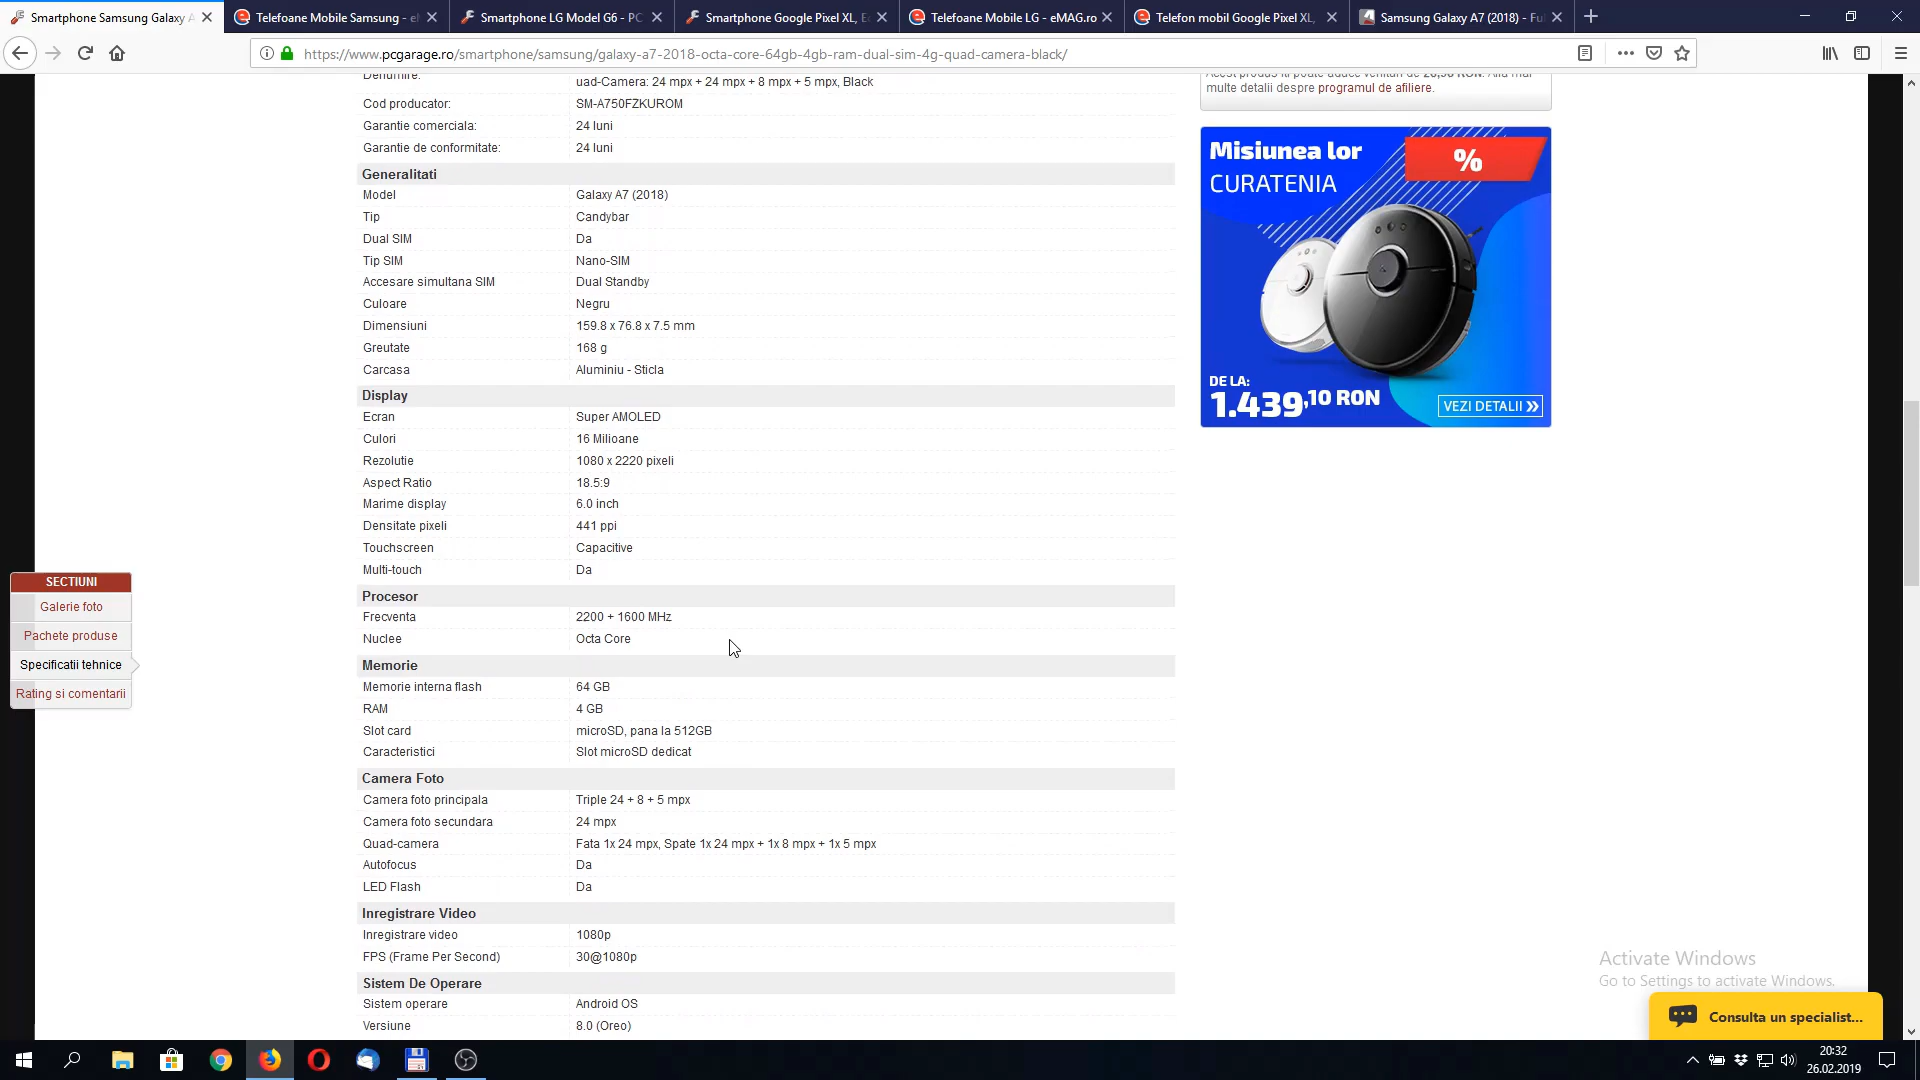 Smartphone Samsung Galaxy A
Telefoane Mobile Samsung - eM
Smartphone LG Model G6 - PC
Smartphone Google Pixel XL, Ec
Telefoane Mobile LG - eMAG.ro
Telefon mobil Google Pixel XL,
Samsung Galaxy A7 (2018) - Ful
https://www.pcgarage.ro/smartphone/samsung/galaxy-a7-2018-octa-core-64gb-4gb-ram-dual-sim-4g-quad-camera-black/
Denumire:
uad-Camera: 24 mpx + 24 mpx + 8 mpx + 5 mpx, Black
Cod producator: SM-A750FZKUROM
Garantie comerciala: 24 luni
Garantie de conformitate: 24 luni
Generalitati
Model Galaxy A7 (2018)
Tip Candybar
Dual SIM Da
Tip SIM Nano-SIM
Accesare simultana SIM Dual Standby
Culoare Negru
Dimensiuni 159.8 x 76.8 x 7.5 mm
Greutate 168 g
Carcasa Aluminiu - Sticla
Display
Ecran Super AMOLED
Culori 16 Milioane
Rezolutie 1080 x 2220 pixeli
Aspect Ratio 18.5:9
Marime display 6.0 inch
Densitate pixeli 441 ppi
Touchscreen Capacitive
Multi-touch Da
Procesor
Frecventa 2200 + 1600 MHz
Nuclee Octa Core
Memorie
Memorie interna flash 64 GB
RAM 4 GB
Slot card microSD, pana la 512GB
Caracteristici Slot microSD dedicat
Camera Foto
Camera foto principala Triple 24 + 8 + 5 mpx
Camera foto secundara 24 mpx
Quad-camera Fata 1x 24 mpx, Spate 1x 24 mpx + 1x 8 mpx + 1x 5 mpx
Autofocus Da
LED Flash Da
Inregistrare Video
Inregistrare video 1080p
FPS (Frame Per Second) 30@1080p
Sistem De Operare
Sistem operare Android OS
Versiune 8.0 (Oreo)
SECTIUNI
Galerie foto
Pachete produse
Specificatii tehnice
Rating si comentarii
multe detalii despre programul de afiliere.
Misiunea lor
CURATENIA
%
DE LA:
1.439,10 RON
VEZI DETALII
Activate Windows
Go to Settings to activate Windows.
Consulta un specialist...
20:32
26.02.2019